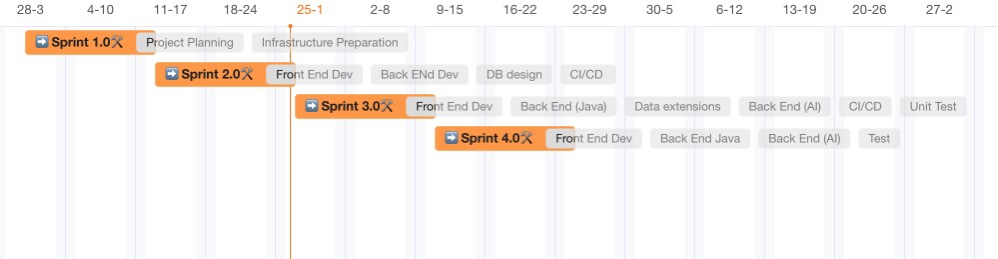 28-3 4-10 11-17 18-24 25-1 2-8 9-15 16-22 23-29 30-5 6-12 13-19 20-26 27-2
➡️ Sprint 1.0🛠 Project Planning Infrastructure Preparation
➡️ Sprint 2.0🛠 Front End Dev Back ENd Dev DB design CI/CD
➡️ Sprint 3.0🛠 Front End Dev Back End (Java) Data extensions Back End (AI) CI/CD Unit Test
➡️ Sprint 4.0🛠 Front End Dev Back End Java Back End (AI) Test